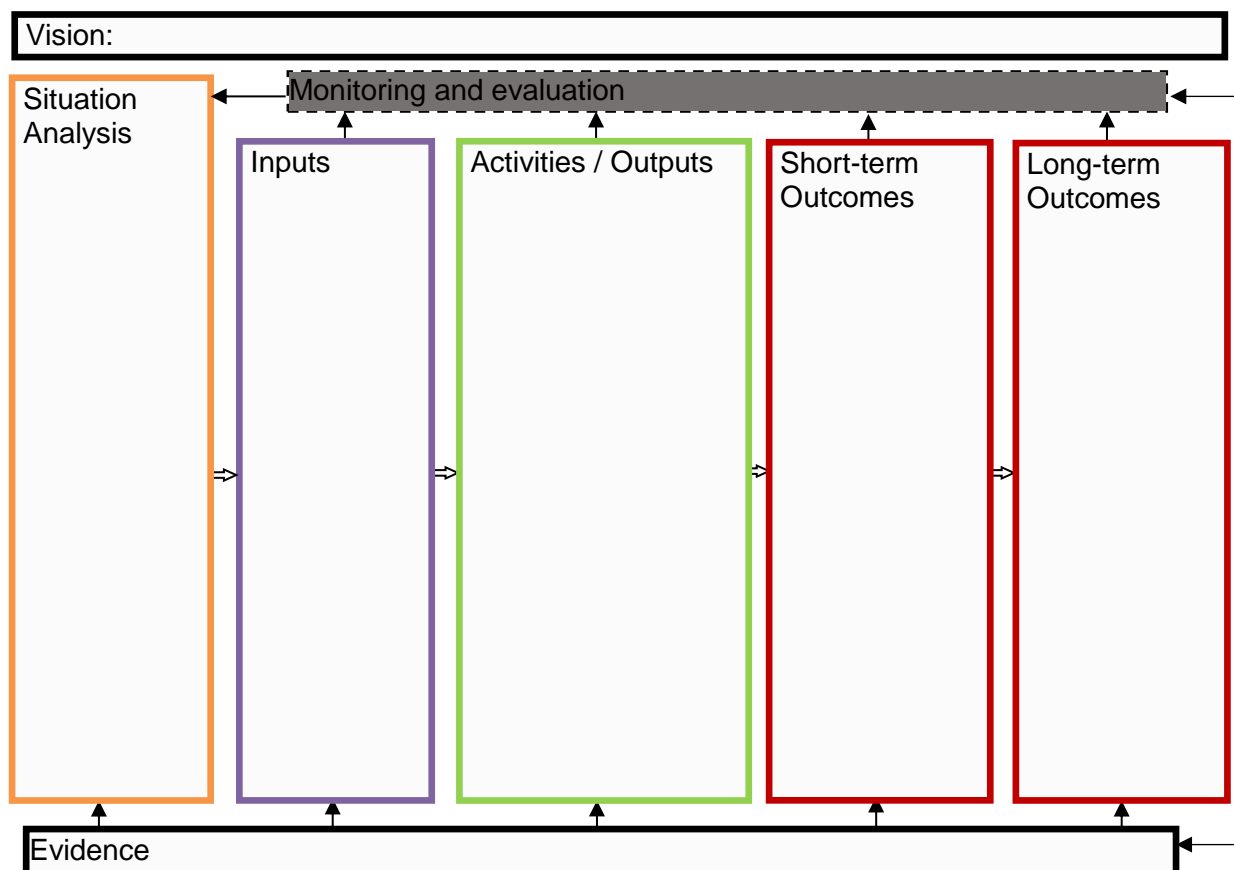 Vision:
Monitoring and evaluation
Situation
Analysis
Inputs
Activities / Outputs
Short-term
Outcomes
Long-term
Outcomes
Evidence